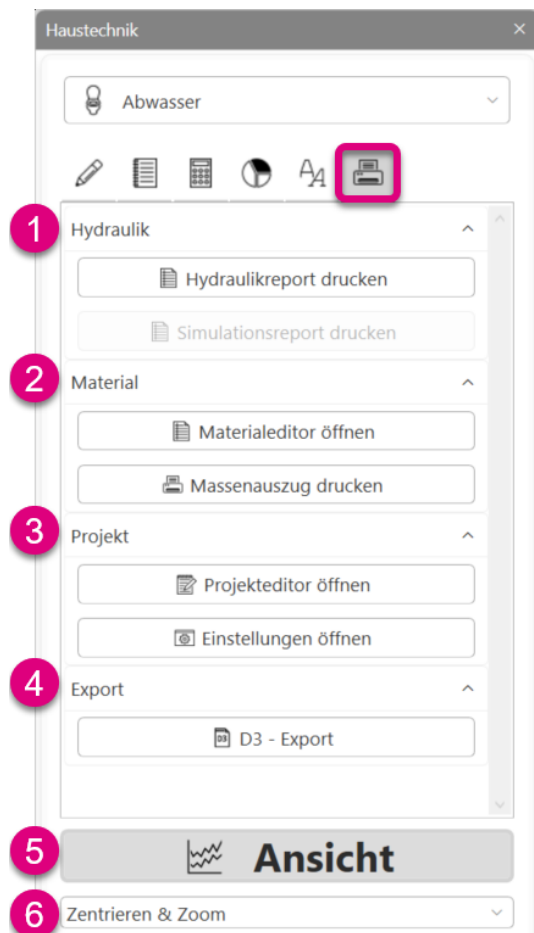 Haustechnik
Abwasser
1 Hydraulik
Hydraulikreport drucken
Simulationsreport drucken
2 Material
Materialeditor öffnen
Massenauszug drucken
3 Projekt
Projekteditor öffnen
Einstellungen öffnen
4 Export
D3 - Export
5 Ansicht
6 Zentrieren & Zoom